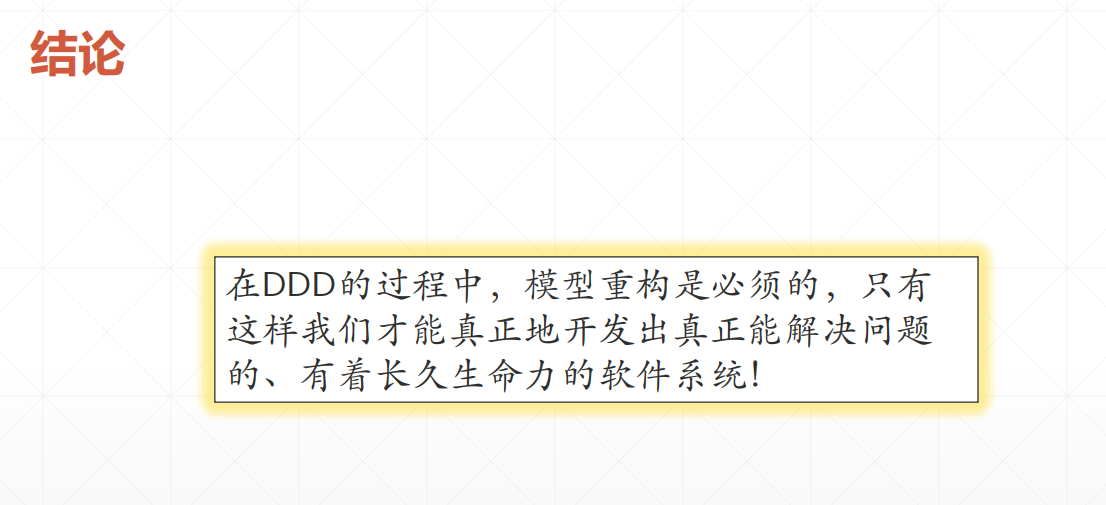 结论
在DDD的过程中，模型重构是必须的，只有
这样我们才能真正地开发出真正能解决问题
的、有着长久生命力的软件系统！